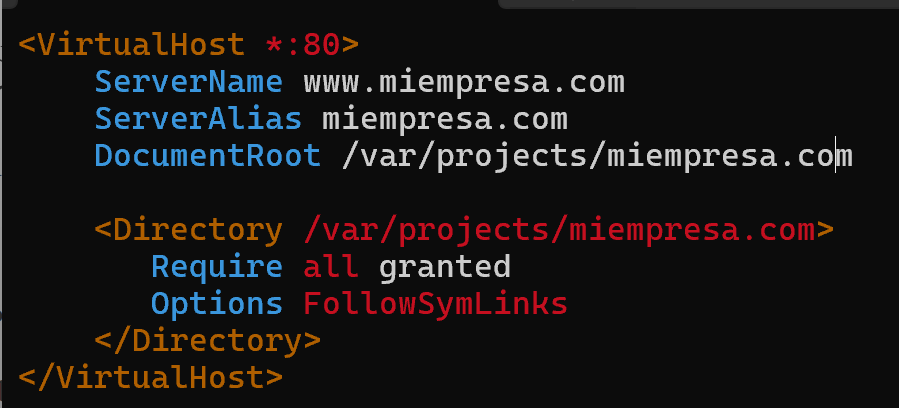 <VirtualHost *:80>
ServerName www.miempresa.com
ServerAlias miempresa.com
DocumentRoot /var/projects/miempresa.com
<Directory /var/projects/miempresa.com>
Require all granted
Options FollowSymLinks
</Directory>
</VirtualHost>